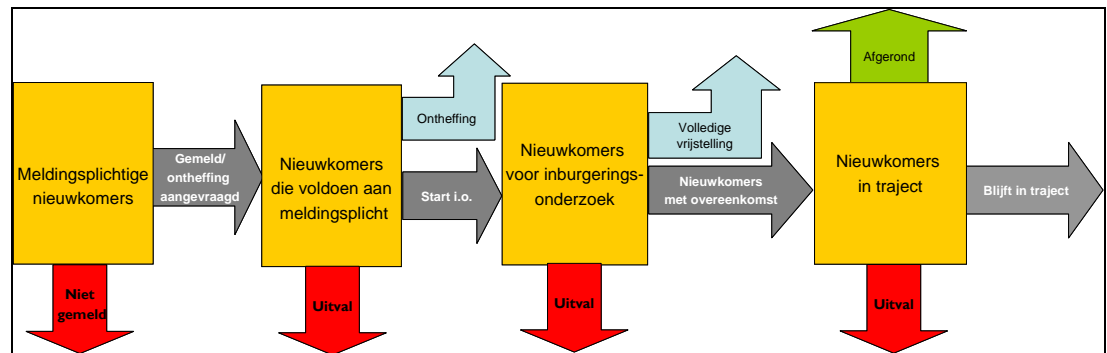 Meldingsplichtige
nieuwkomers
Gemeld/
ontheffing
aangevraagd
Niet
gemeld
Nieuwkomers
die voldoen aan
meldingsplicht
Ontheffing
Start i.o.
Uitval
Nieuwkomers
voor inburgerings-
onderzoek
Volledige
vrijstelling
Nieuwkomers
met overeenkomst
Uitval
Afgerond
Nieuwkomers
in traject
Blijft in traject
Uitval